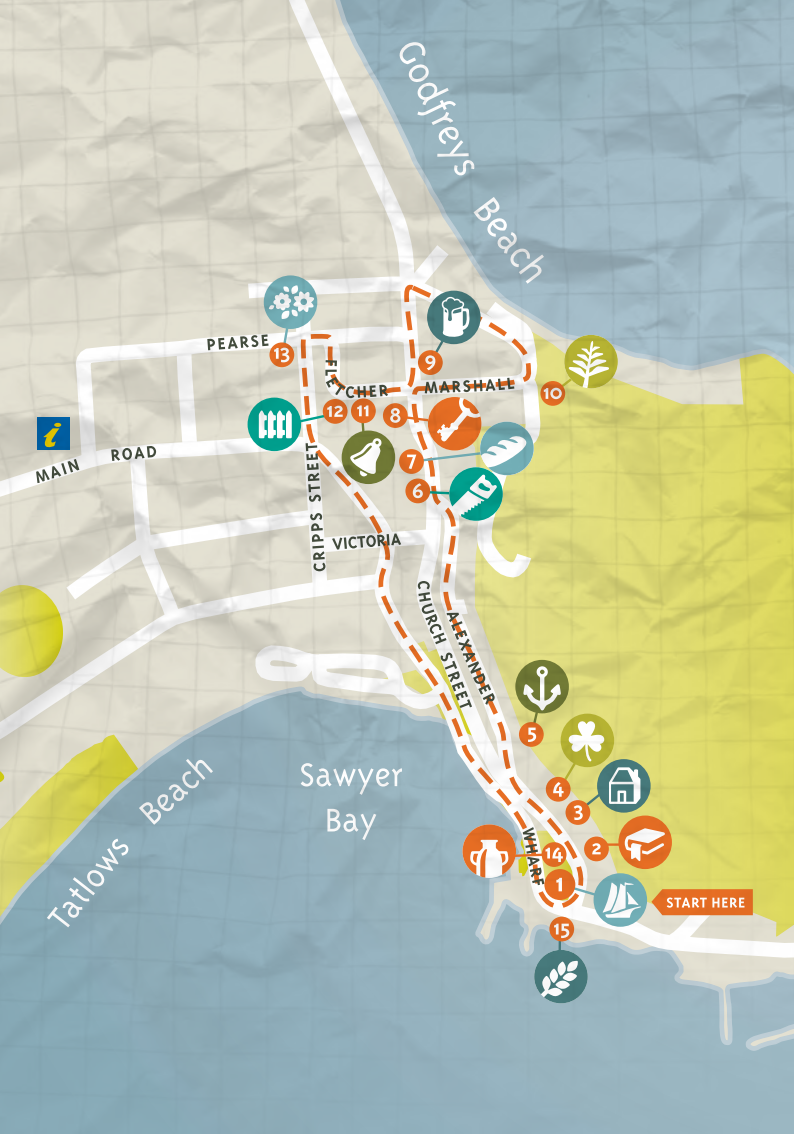 Godfreys Beach
PEARSE
13
9
FLETCHER
MARSHALL
10
12
11
8
i
7
MAIN ROAD
6
CRIPPS STREET
VICTORIA
CHURCH STREET
ALEXANDER
5
Sawyer
Bay
Tatlows Beach
4
3
2
WHARF
14
1
START HERE
15